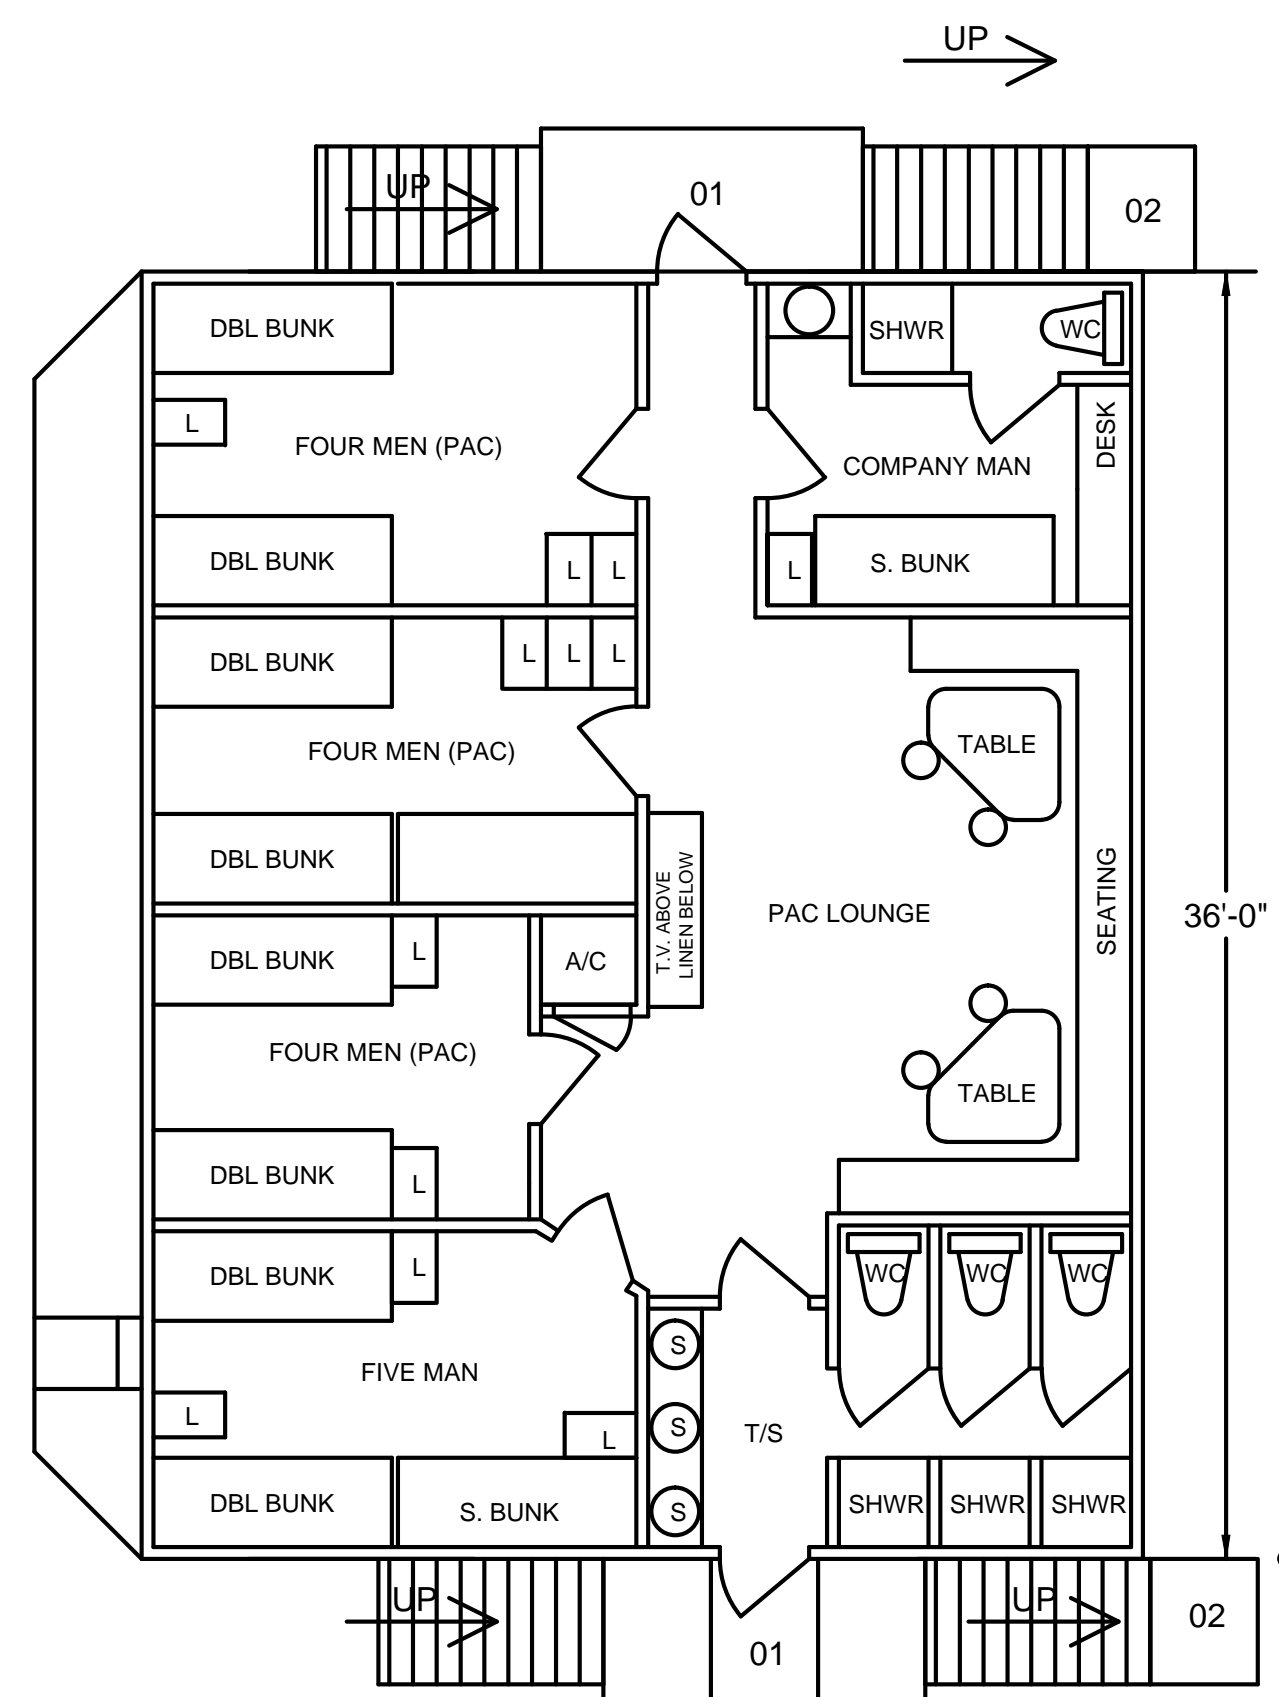 UP
UP
01
02
DBL BUNK
SHWR
WC
L
FOUR MEN (PAC)
COMPANY MAN
DESK
DBL BUNK
L
L
L
S. BUNK
DBL BUNK
L
L
L
FOUR MEN (PAC)
TABLE
DBL BUNK
T.V. ABOVE
LINEN BELOW
PAC LOUNGE
SEATING
36'-0"
DBL BUNK
L
A/C
FOUR MEN (PAC)
TABLE
DBL BUNK
L
DBL BUNK
L
WC
WC
WC
S
FIVE MAN
L
L
S
T/S
DBL BUNK
S. BUNK
S
SHWR
SHWR
SHWR
UP
UP
02
01